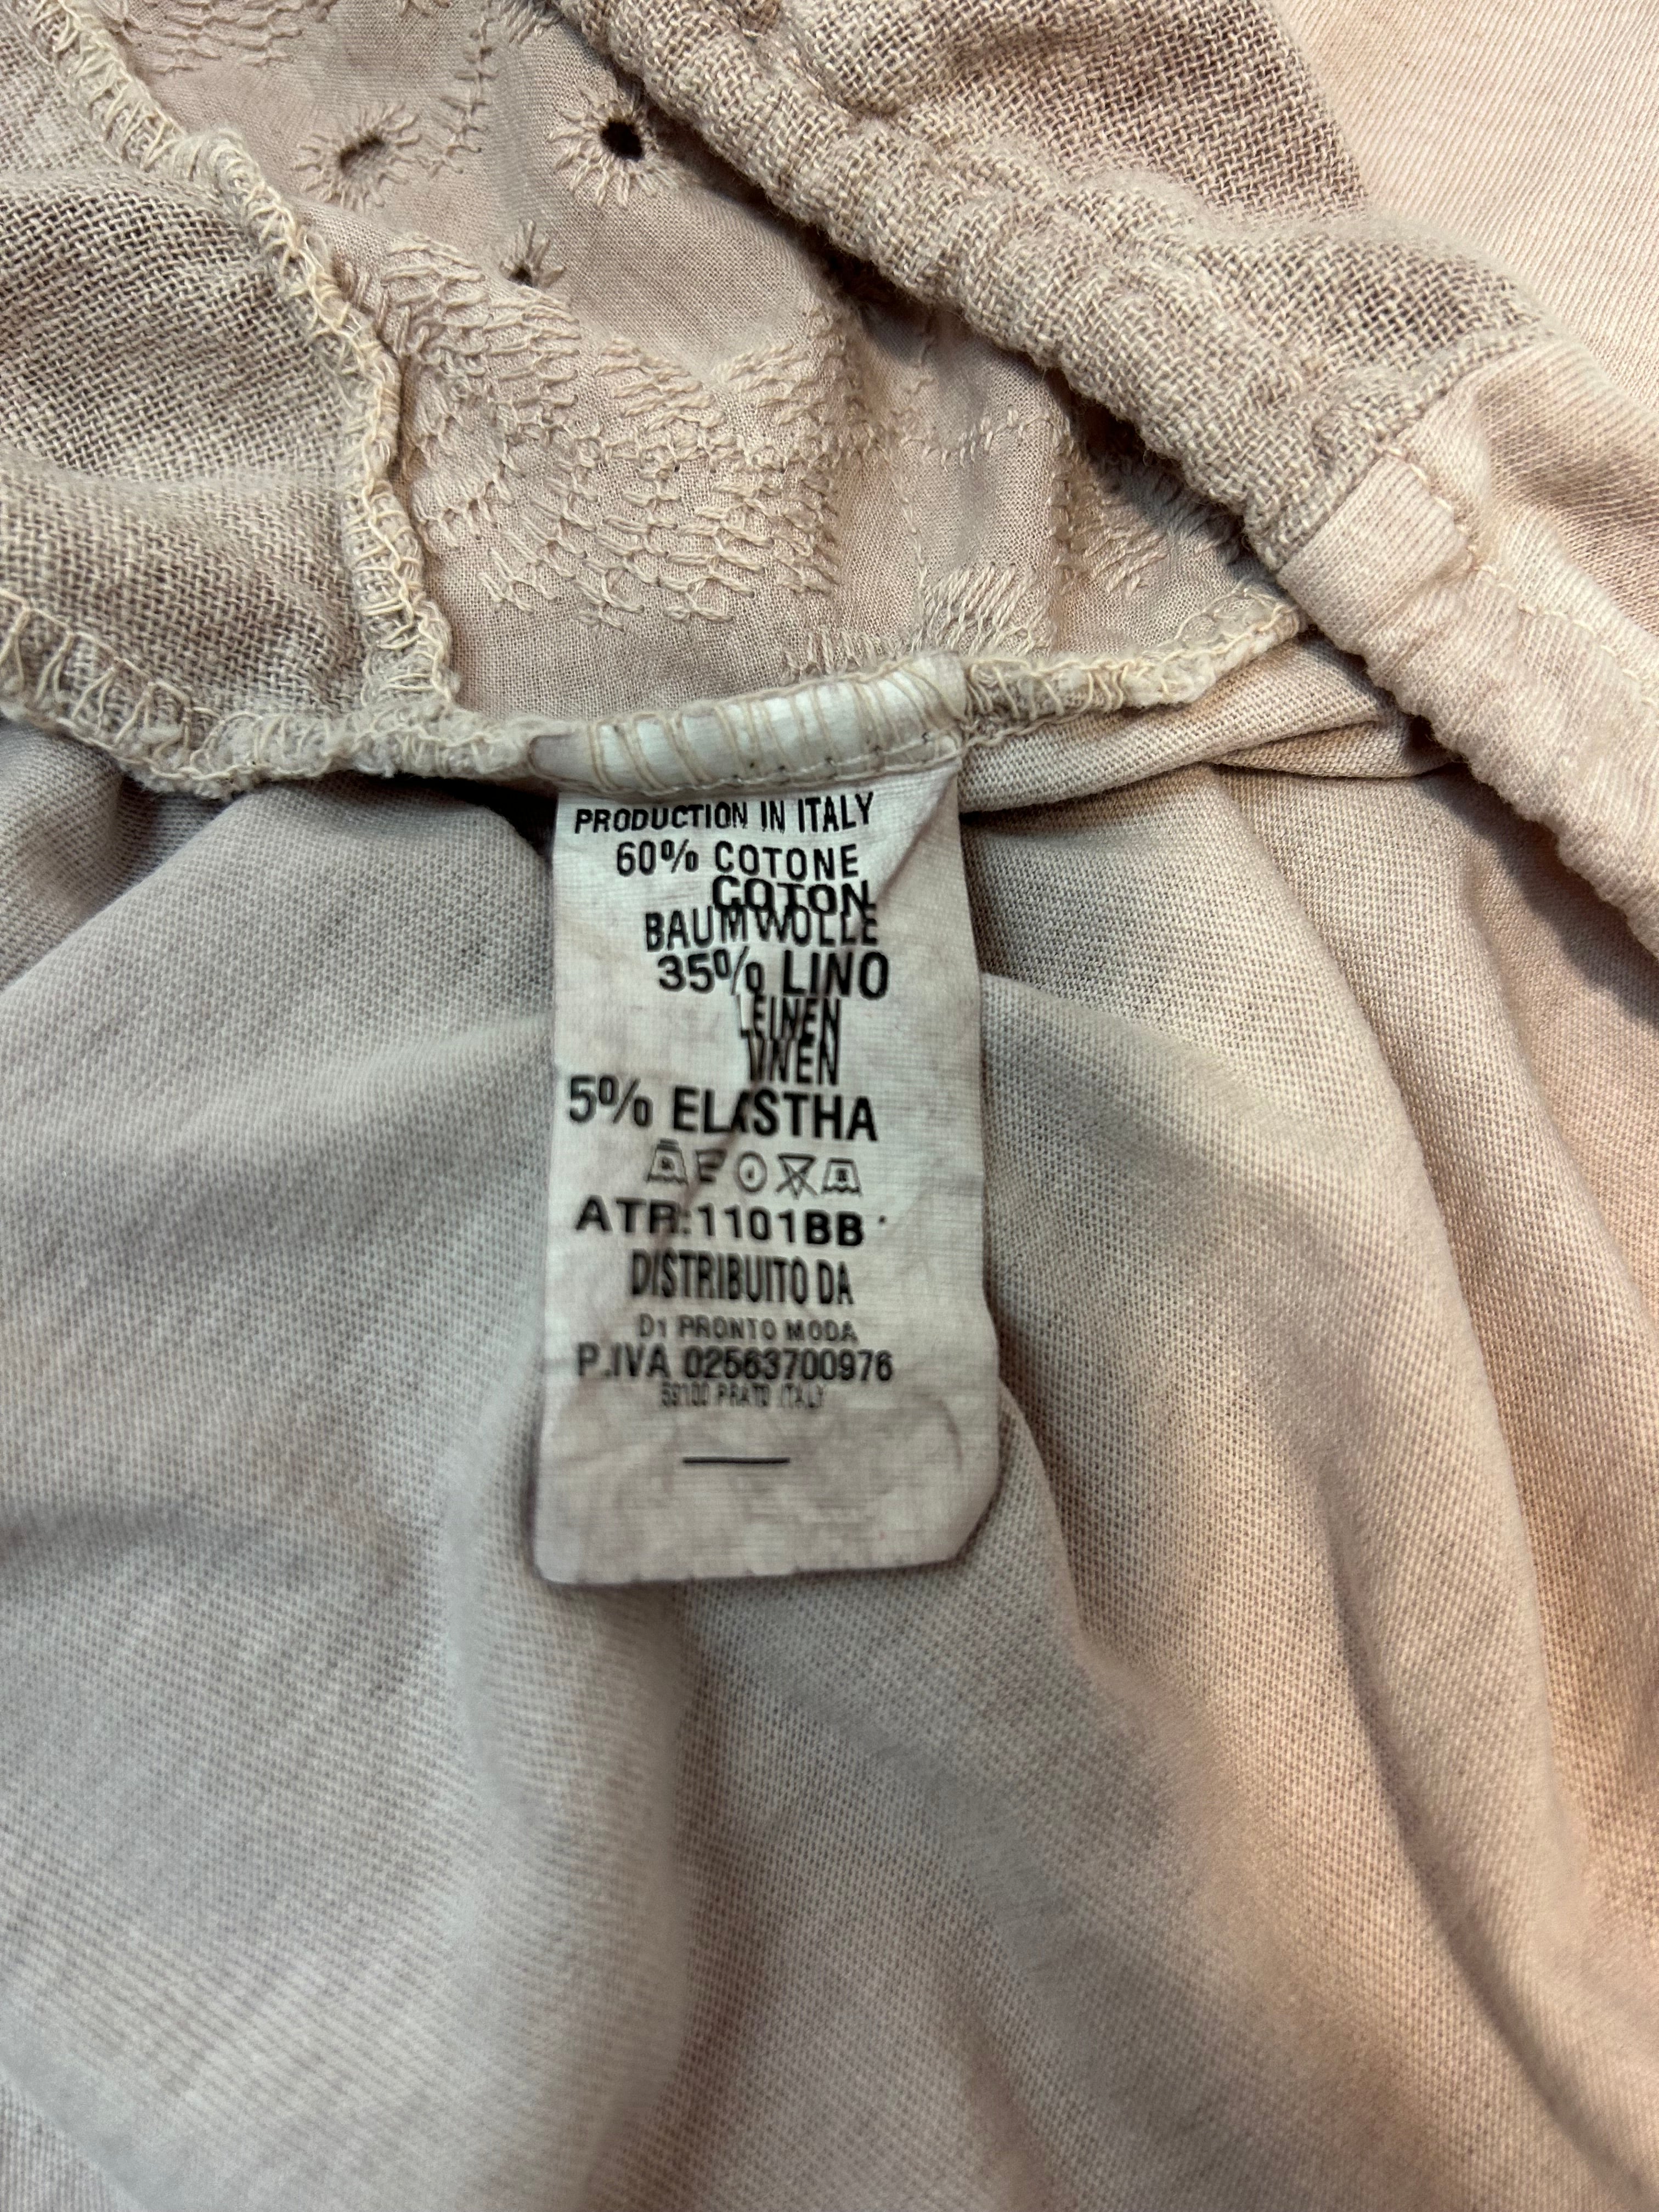 PRODUCTION IN ITALY
60% COTONE
COTON
BAUMWOLLE
35% LINO
LEINEN
LINEN
5% ELASTHA
ATR:1101BB
DISTRIBUITO DA
D1 PRONTO MODA
P.IVA 02563700976
59100 PRATO ITALY